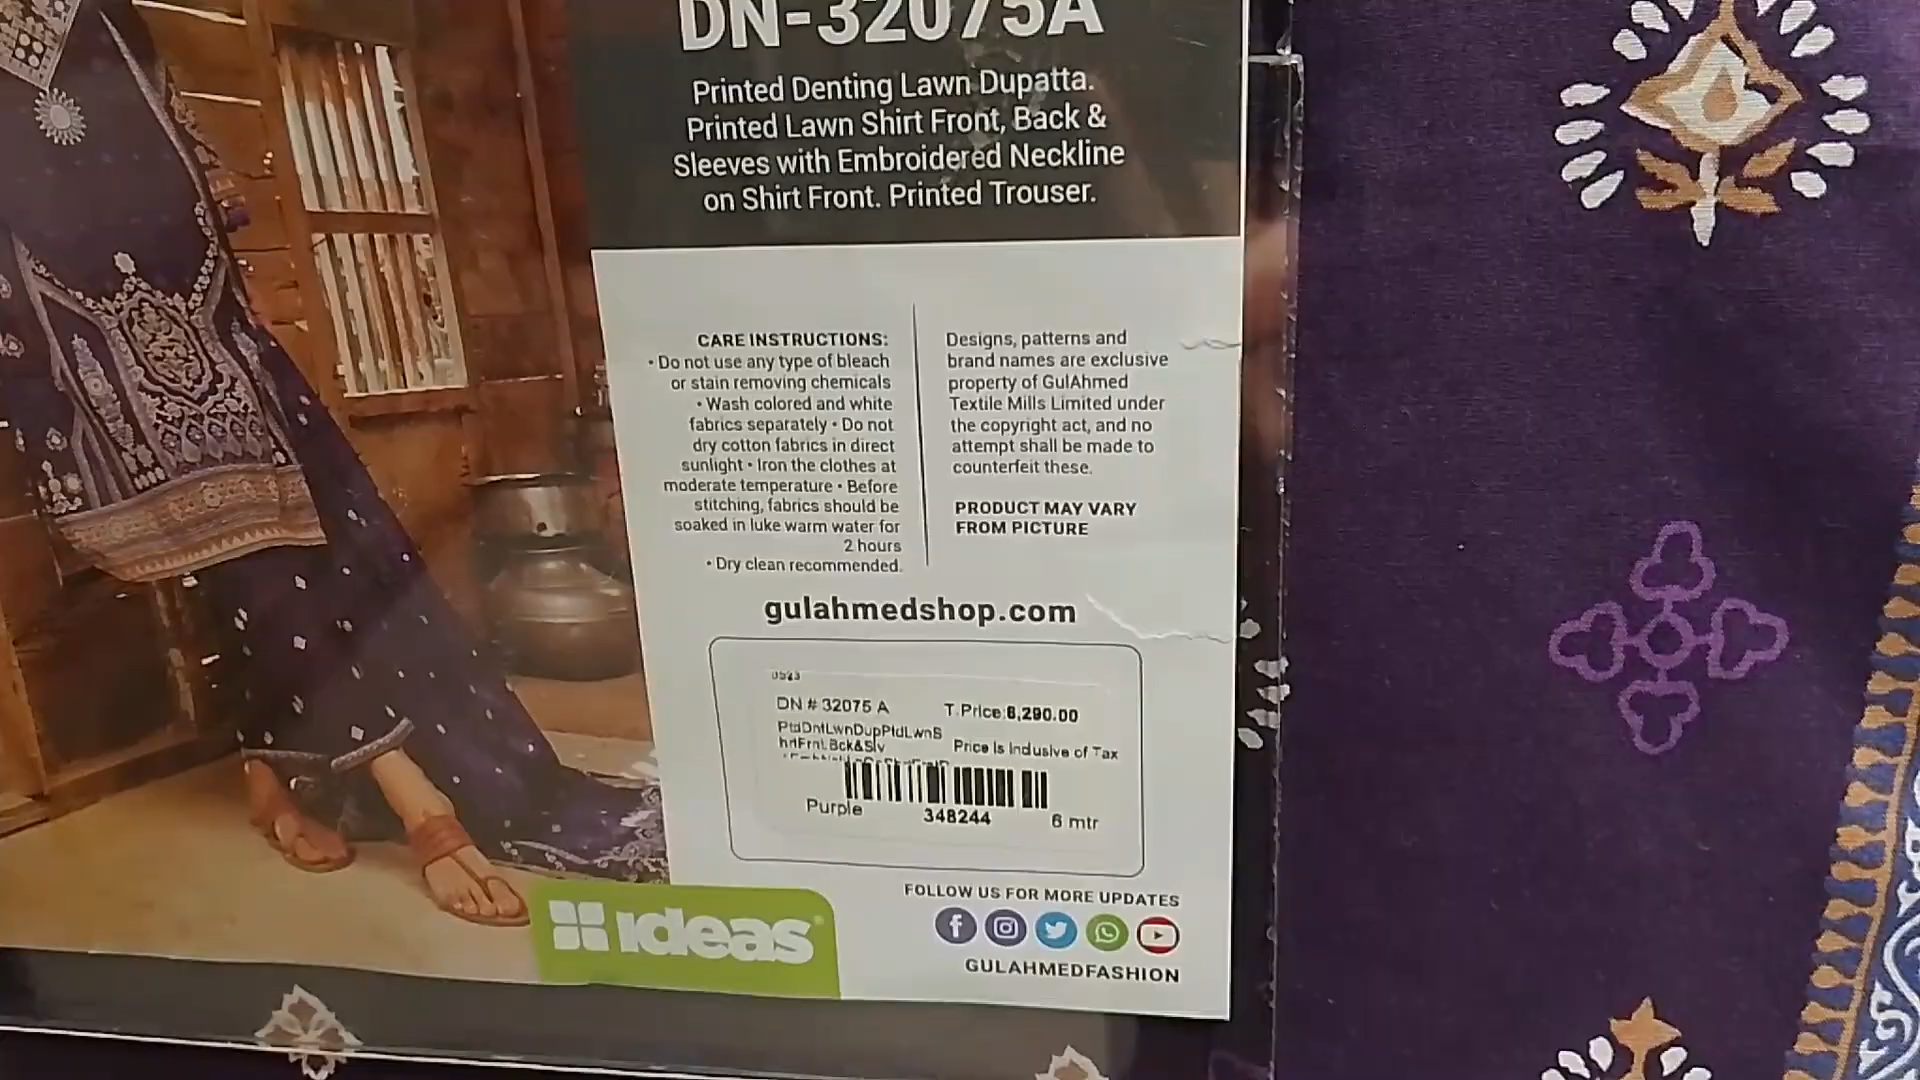 DN-32075A
Printed Denting Lawn Dupatta.
Printed Lawn Shirt Front, Back &
Sleeves with Embroidered Neckline
on Shirt Front. Printed Trouser.
CARE INSTRUCTIONS:
• Do not use any type of bleach
or stain removing chemicals
• Wash colored and white
fabrics separately • Do not
dry cotton fabrics in direct
sunlight • Iron the clothes at
moderate temperature • Before
stitching, fabrics should be
soaked in luke warm water for
2 hours
• Dry clean recommended.
Designs, patterns and
brand names are exclusive
property of GulAhmed
Textile Mills Limited under
the copyright act, and no
attempt shall be made to
counterfeit these.
PRODUCT MAY VARY
FROM PICTURE
gulahmedshop.com
0523
DN # 32075 A
T.Price:6,290.00
PtdDntLwnDupPtdLwnS
hrtFrnt,Bck&Slv
Price Is Inclusive of Tax
Purple
348244
6 mtr
ideas
FOLLOW US FOR MORE UPDATES
GULAHMEDFASHION